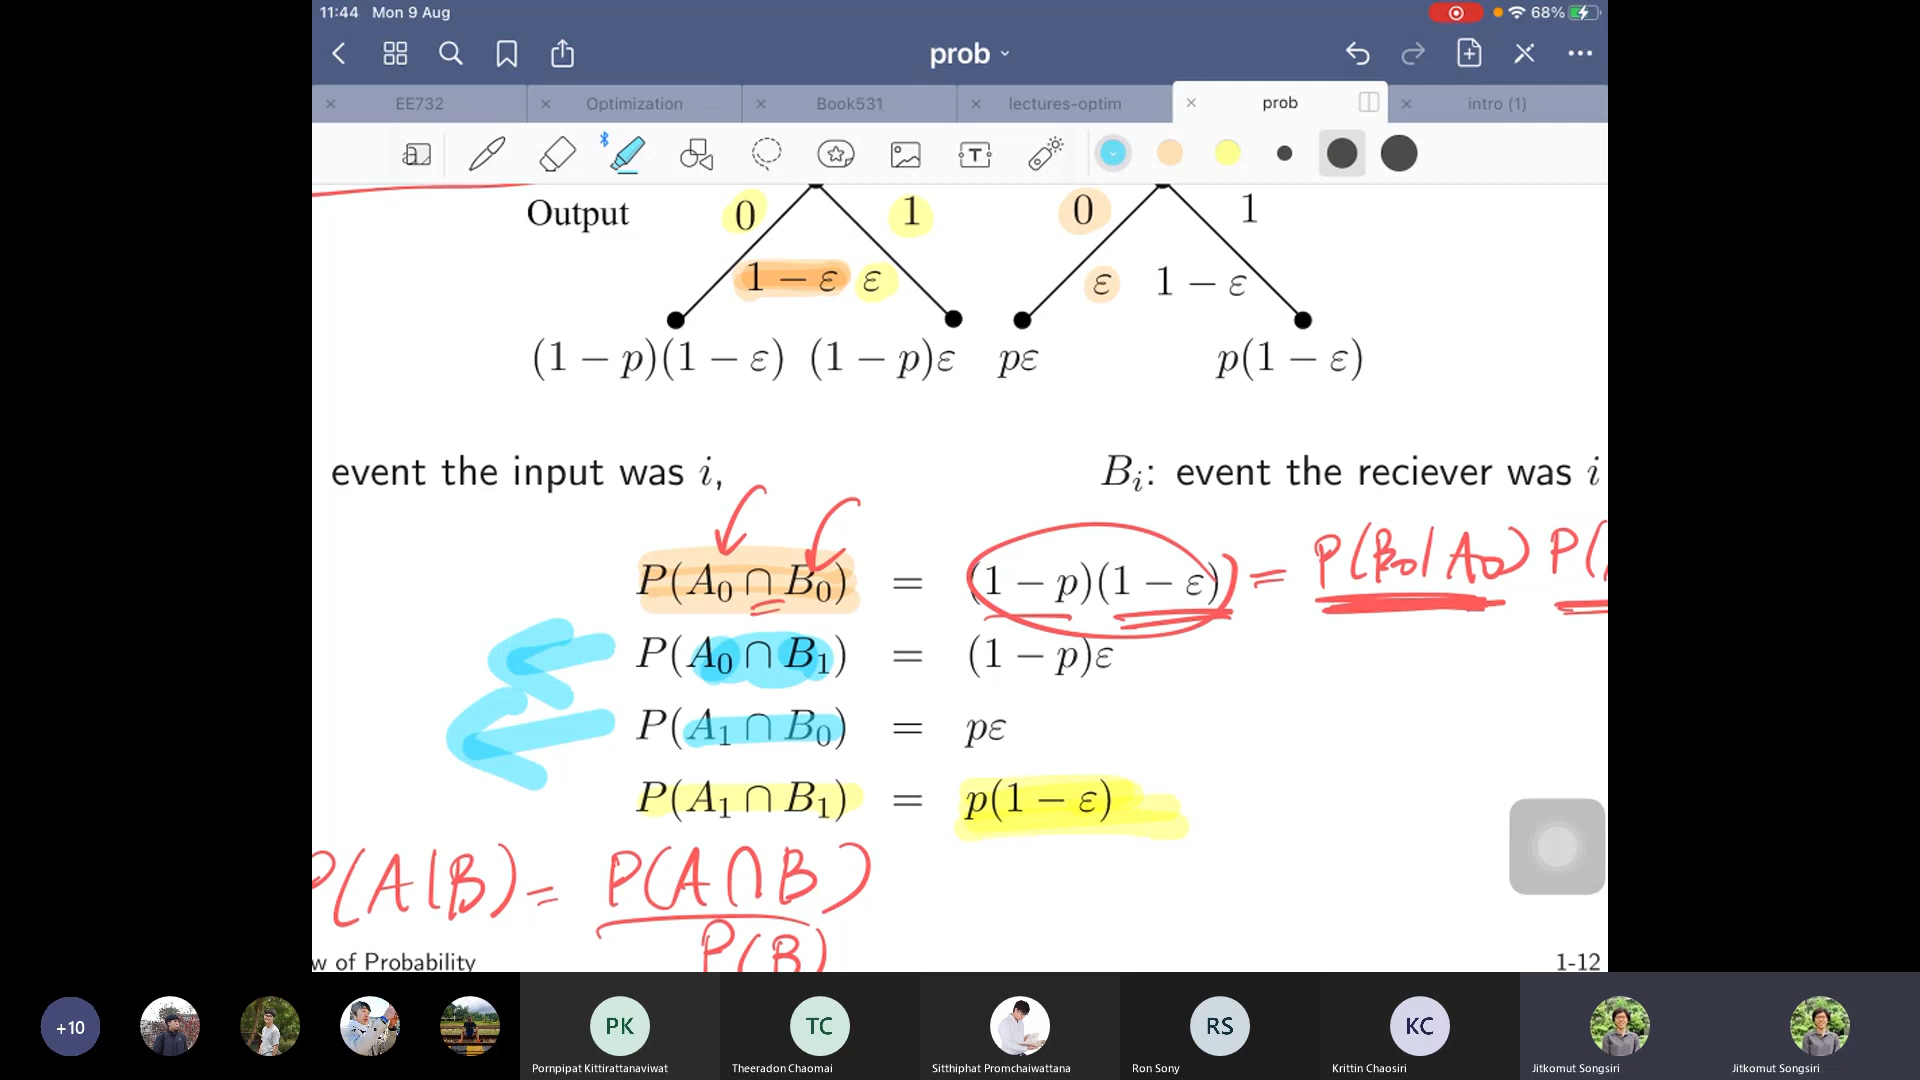 11:44 Mon 9 Aug 68%
prob
EE732 Optimization Book531 lectures-optim prob intro (1)
Output 0 1 0 1
1 − ε ε ε 1 − ε
(1 − p)(1 − ε) (1 − p)ε pε p(1 − ε)
event the input was i, Bᵢ: event the reciever was i
P(A₀ ∩ B₀) = (1 − p)(1 − ε) = P(B₀|A₀) P(
P(A₀ ∩ B₁) = (1 − p)ε
P(A₁ ∩ B₀) = pε
P(A₁ ∩ B₁) = p(1 − ε)
P(A|B) = P(A∩B)
P(B)
w of Probability 1-12
+10 PK TC RS KC
Pornpipat Kittirattanaviwat Theeradon Chaomai Sitthiphat Promchaiwattana Ron Sony Krittin Chaosiri Jitkomut Songsiri Jitkomut Songsiri